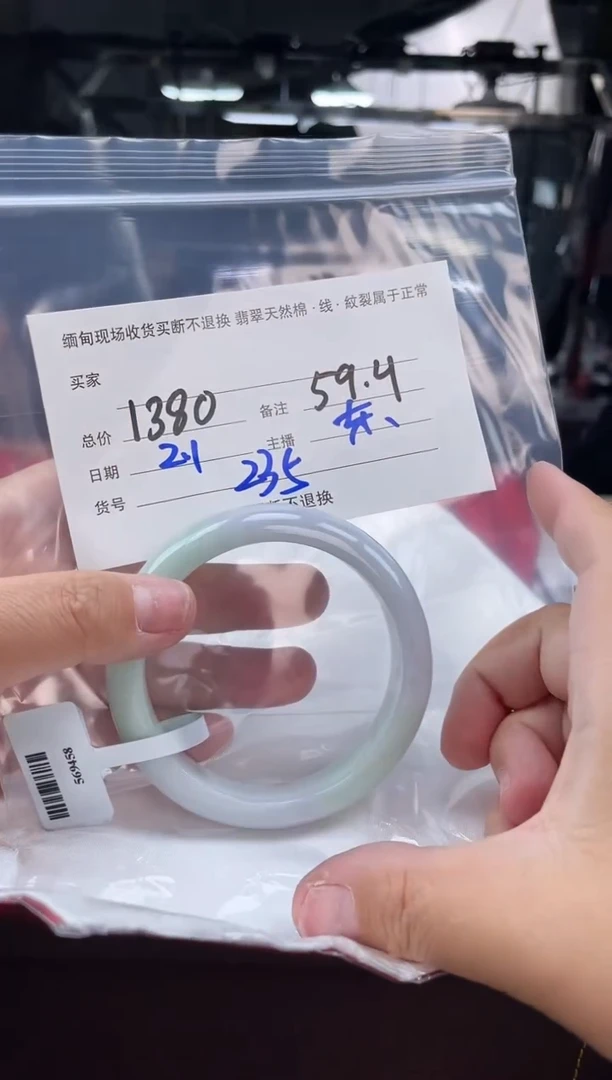 缅甸现场收货买断不退换 翡翠天然棉·线·紋裂属于正常
买家
总价 1380 备注 59.4
日期 21 主播
货号 235
断不退换
569458